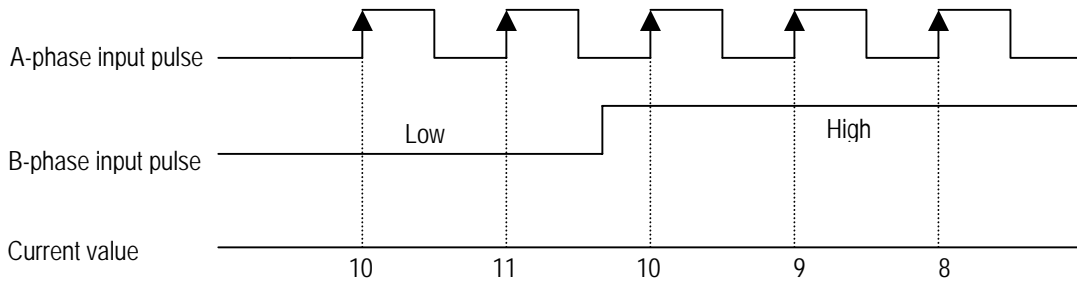 A-phase input pulse
Low
High
B-phase input pulse
Current value
10 11 10 9 8